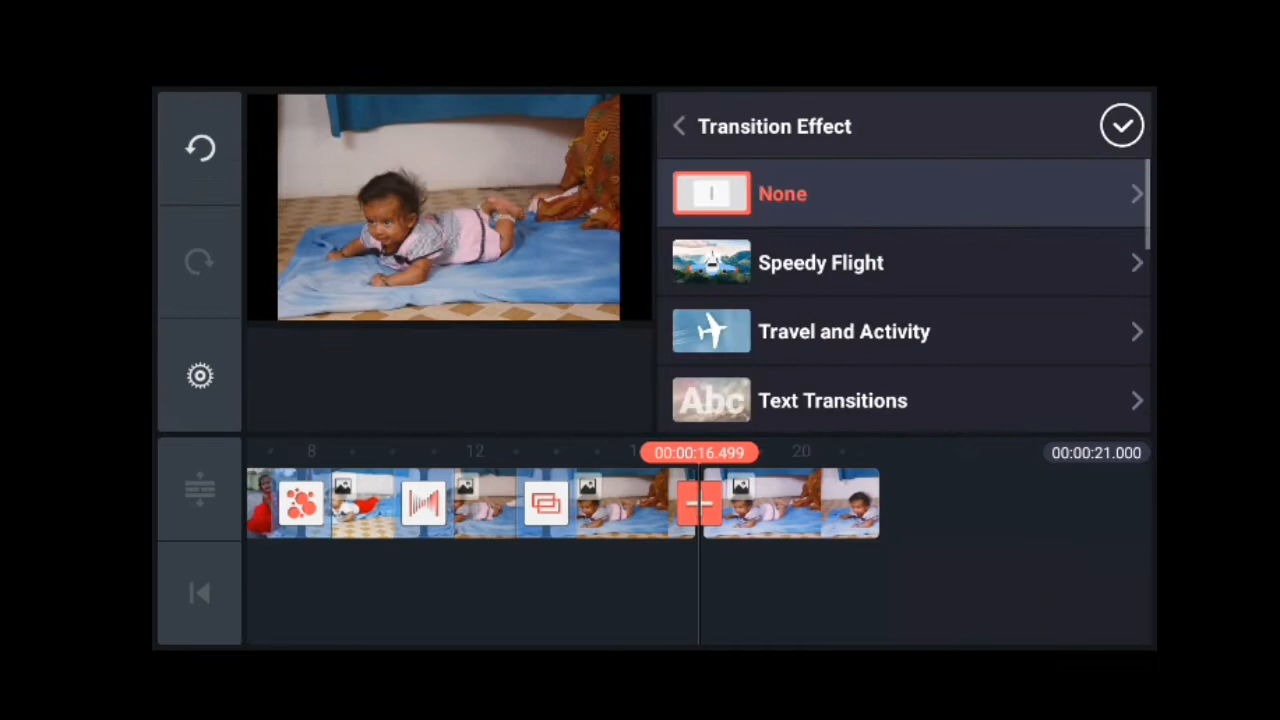 Transition Effect
None
Speedy Flight
Travel and Activity
Abc
Text Transitions
8
12
00:00:16.499
20
00:00:21.000